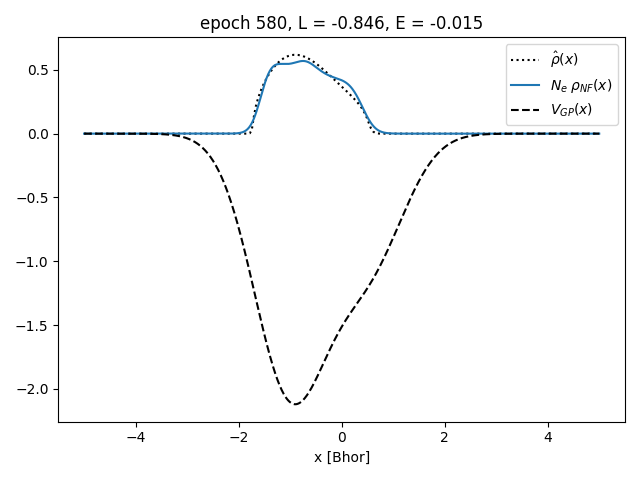 epoch 580, L = -0.846, E = -0.015
ρ̂(x)
Nₑ ρ_NF(x)
V_GP(x)
0.5
0.0
−0.5
−1.0
−1.5
−2.0
−4 −2 0 2 4
x [Bhor]